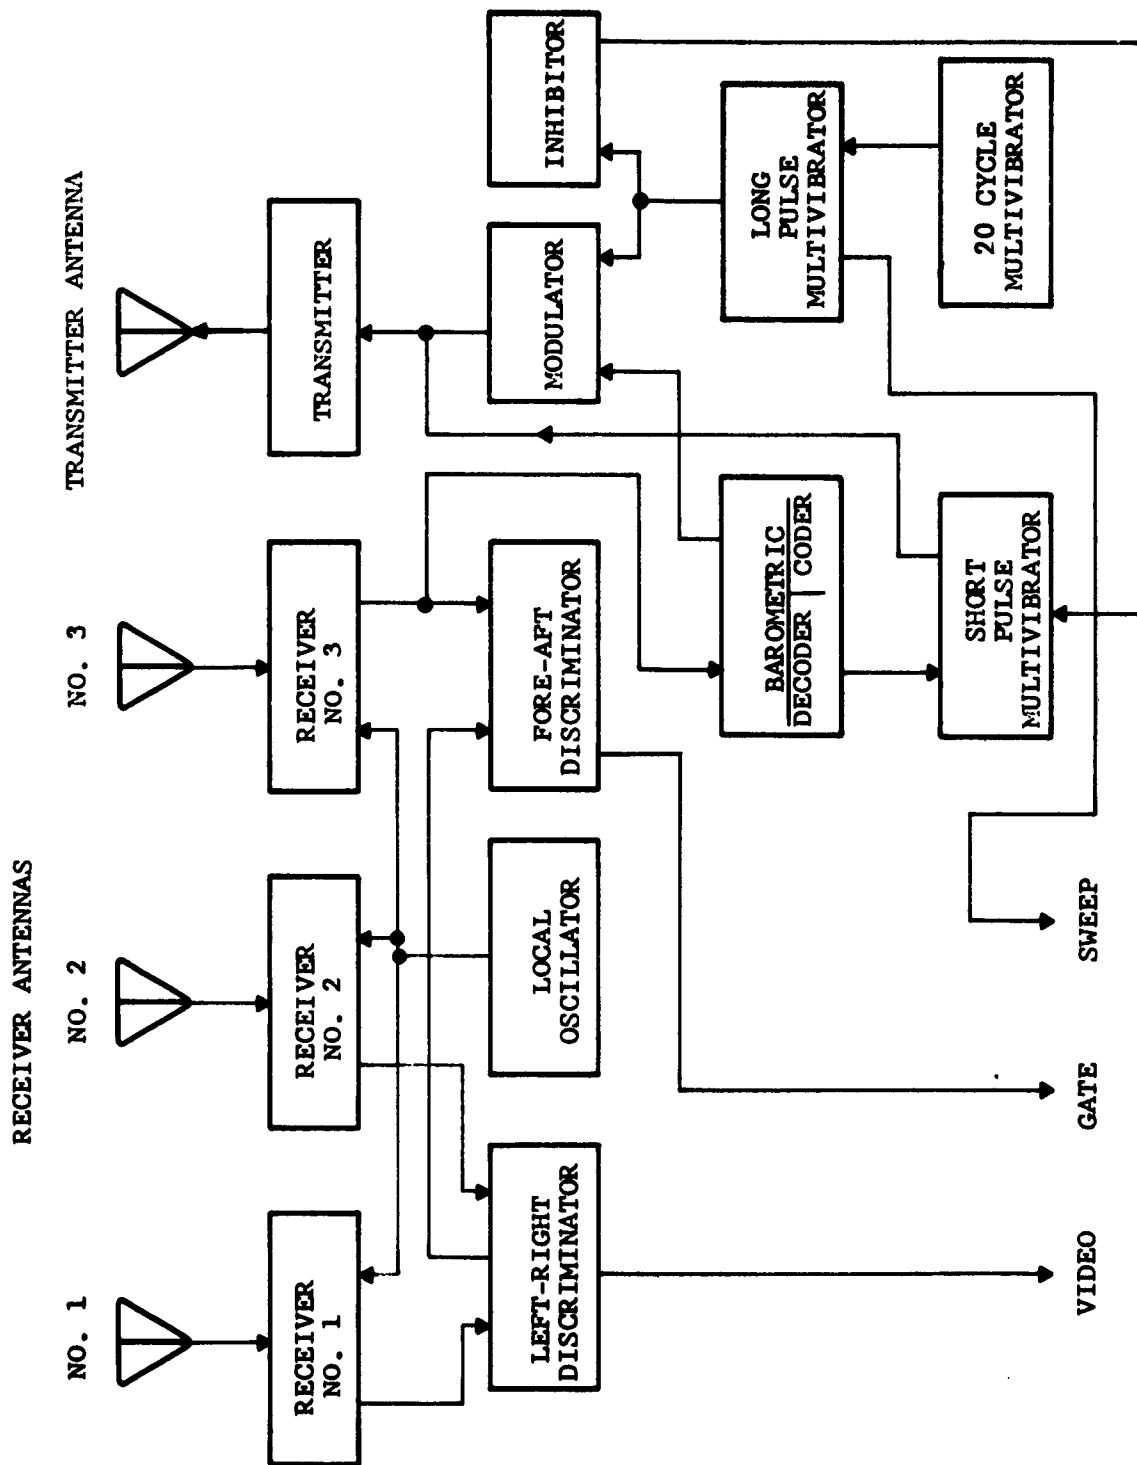 RECEIVER ANTENNAS
NO. 1
NO. 2
NO. 3
TRANSMITTER ANTENNA
RECEIVER
NO. 1
RECEIVER
NO. 2
RECEIVER
NO. 3
TRANSMITTER
LEFT-RIGHT
DISCRIMINATOR
LOCAL
OSCILLATOR
FORE-AFT
DISCRIMINATOR
MODULATOR
INHIBITOR
BAROMETRIC
DECODER CODER
LONG
PULSE
MULTIVIBRATOR
SHORT
PULSE
MULTIVIBRATOR
20 CYCLE
MULTIVIBRATOR
VIDEO
GATE
SWEEP